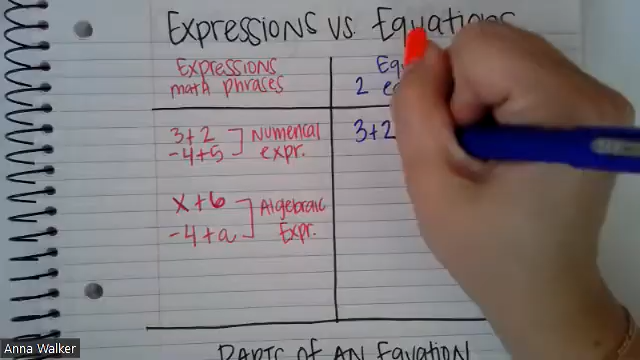 Expressions vs. Equations
Expressions
math phrases
2
3+2 ] Numerical
-4+5 ] expr.
3+2
x+6 ] Algebraic
-4+a ] Expr.
PARTS OF AN EQUATION
Anna Walker